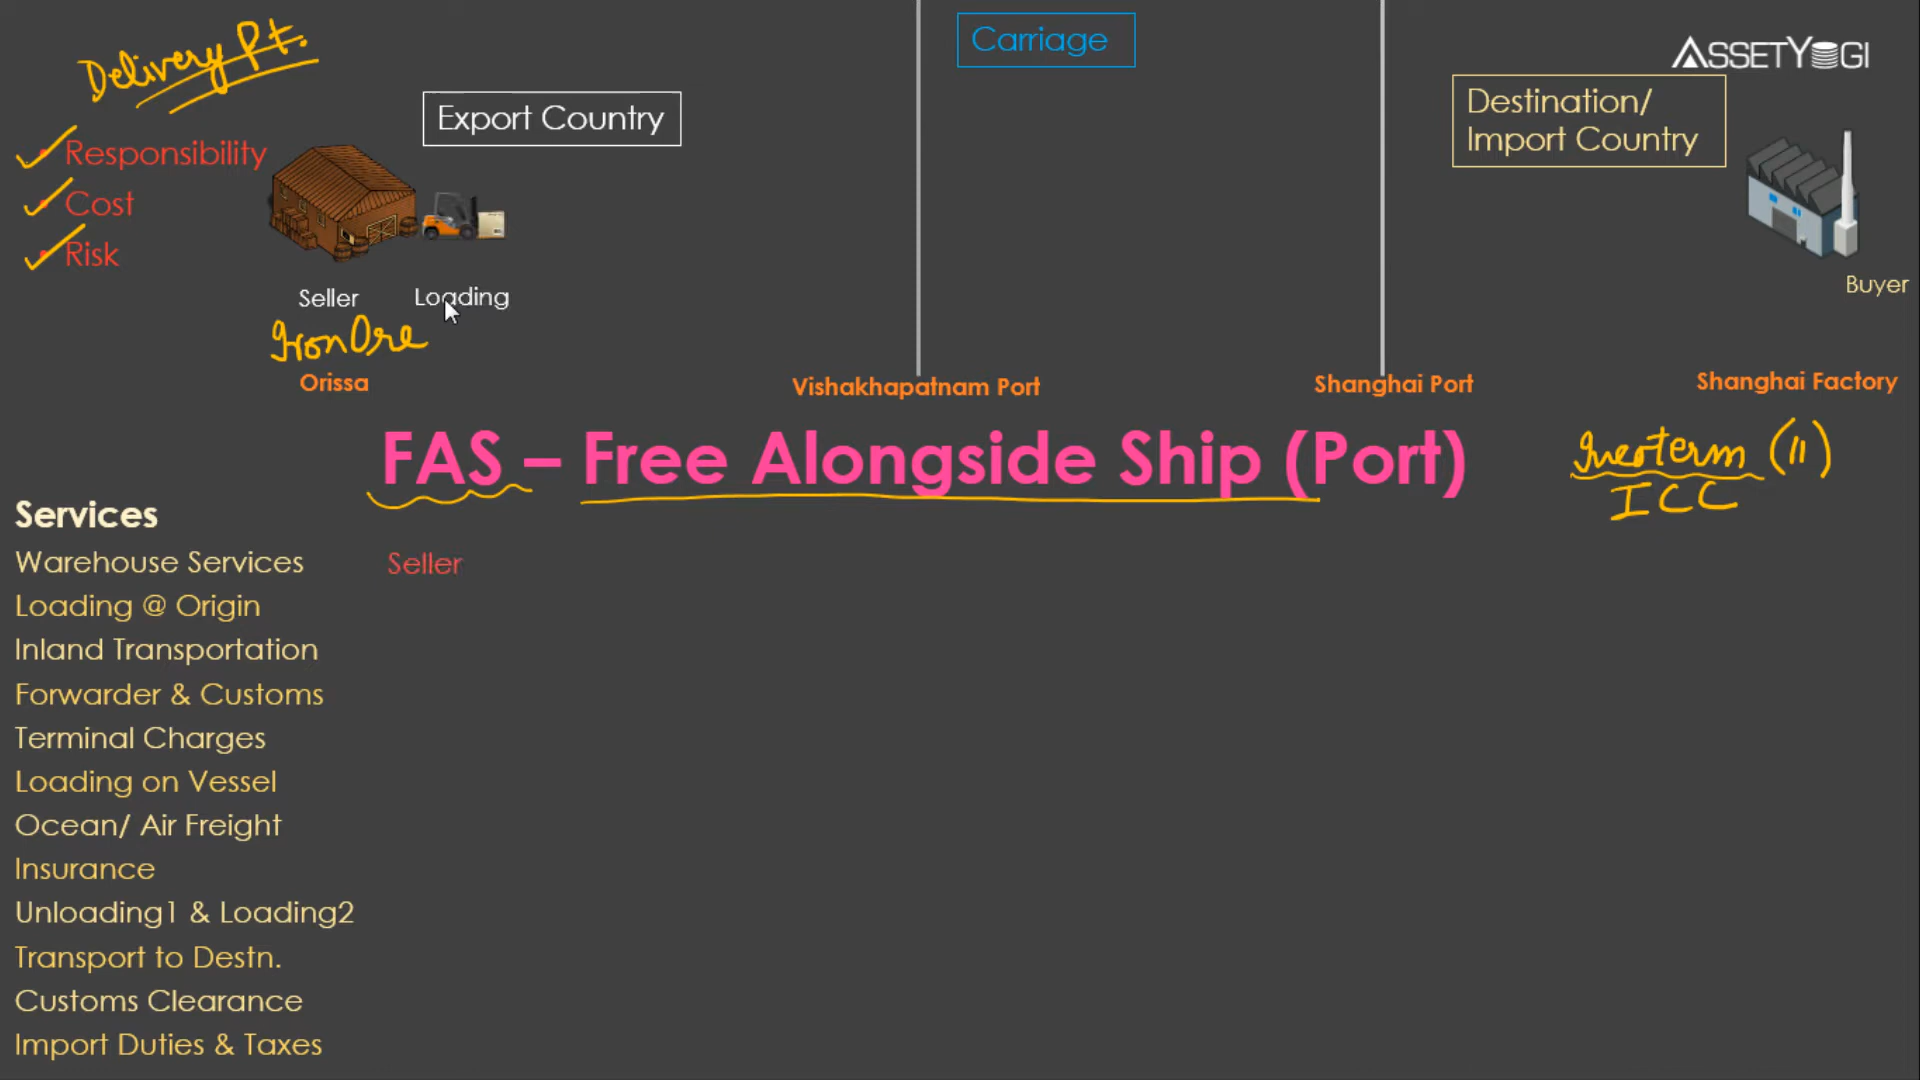 Delivery Pt.
Carriage
ASSETYOGI
Export Country
Destination/
Import Country
Responsibility
Cost
Risk
Seller
Loading
Buyer
Iron Ore
Orissa
Vishakhapatnam Port
Shanghai Port
Shanghai Factory
FAS – Free Alongside Ship (Port)
Incoterm (11)
ICC
Services
Warehouse Services
Seller
Loading @ Origin
Inland Transportation
Forwarder & Customs
Terminal Charges
Loading on Vessel
Ocean/ Air Freight
Insurance
Unloading1 & Loading2
Transport to Destn.
Customs Clearance
Import Duties & Taxes